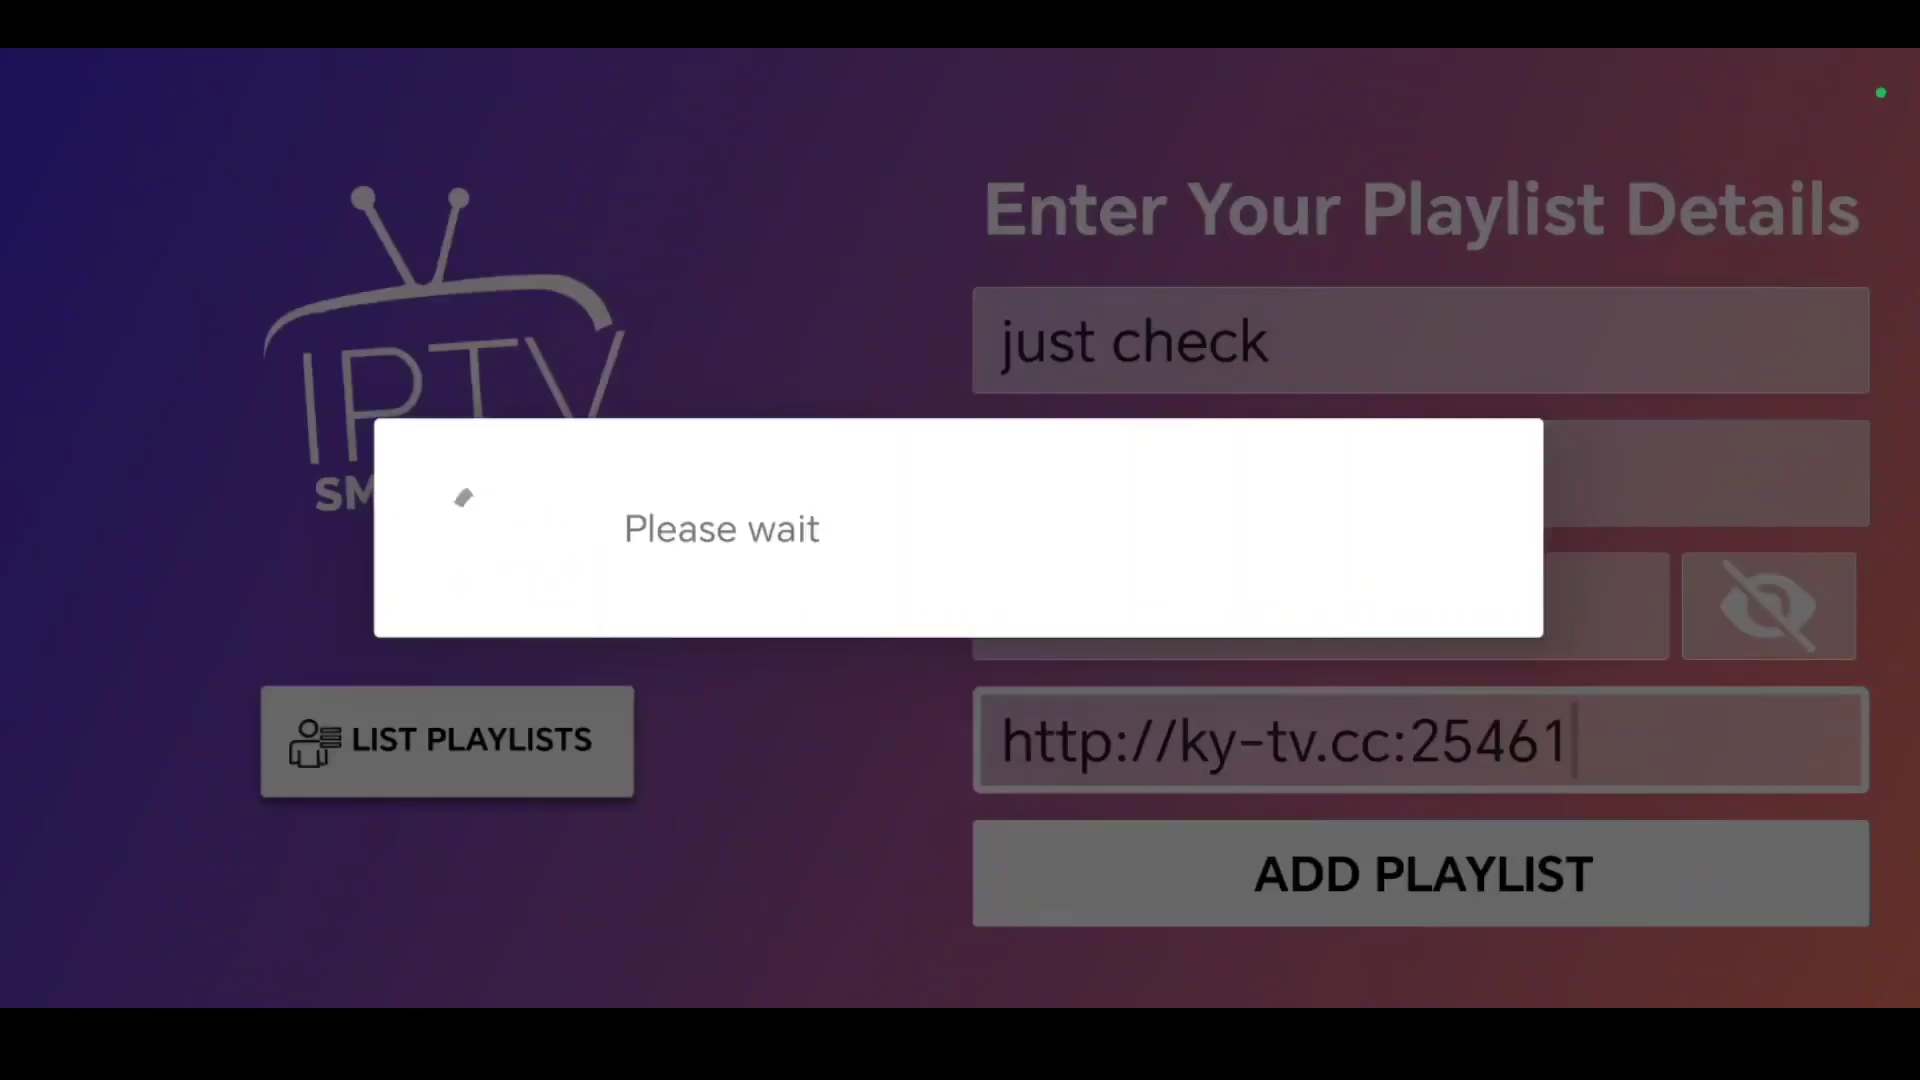 Enter Your Playlist Details
just check
IPTV
SM
Please wait
http://ky-tv.cc:25461
LIST PLAYLISTS
ADD PLAYLIST